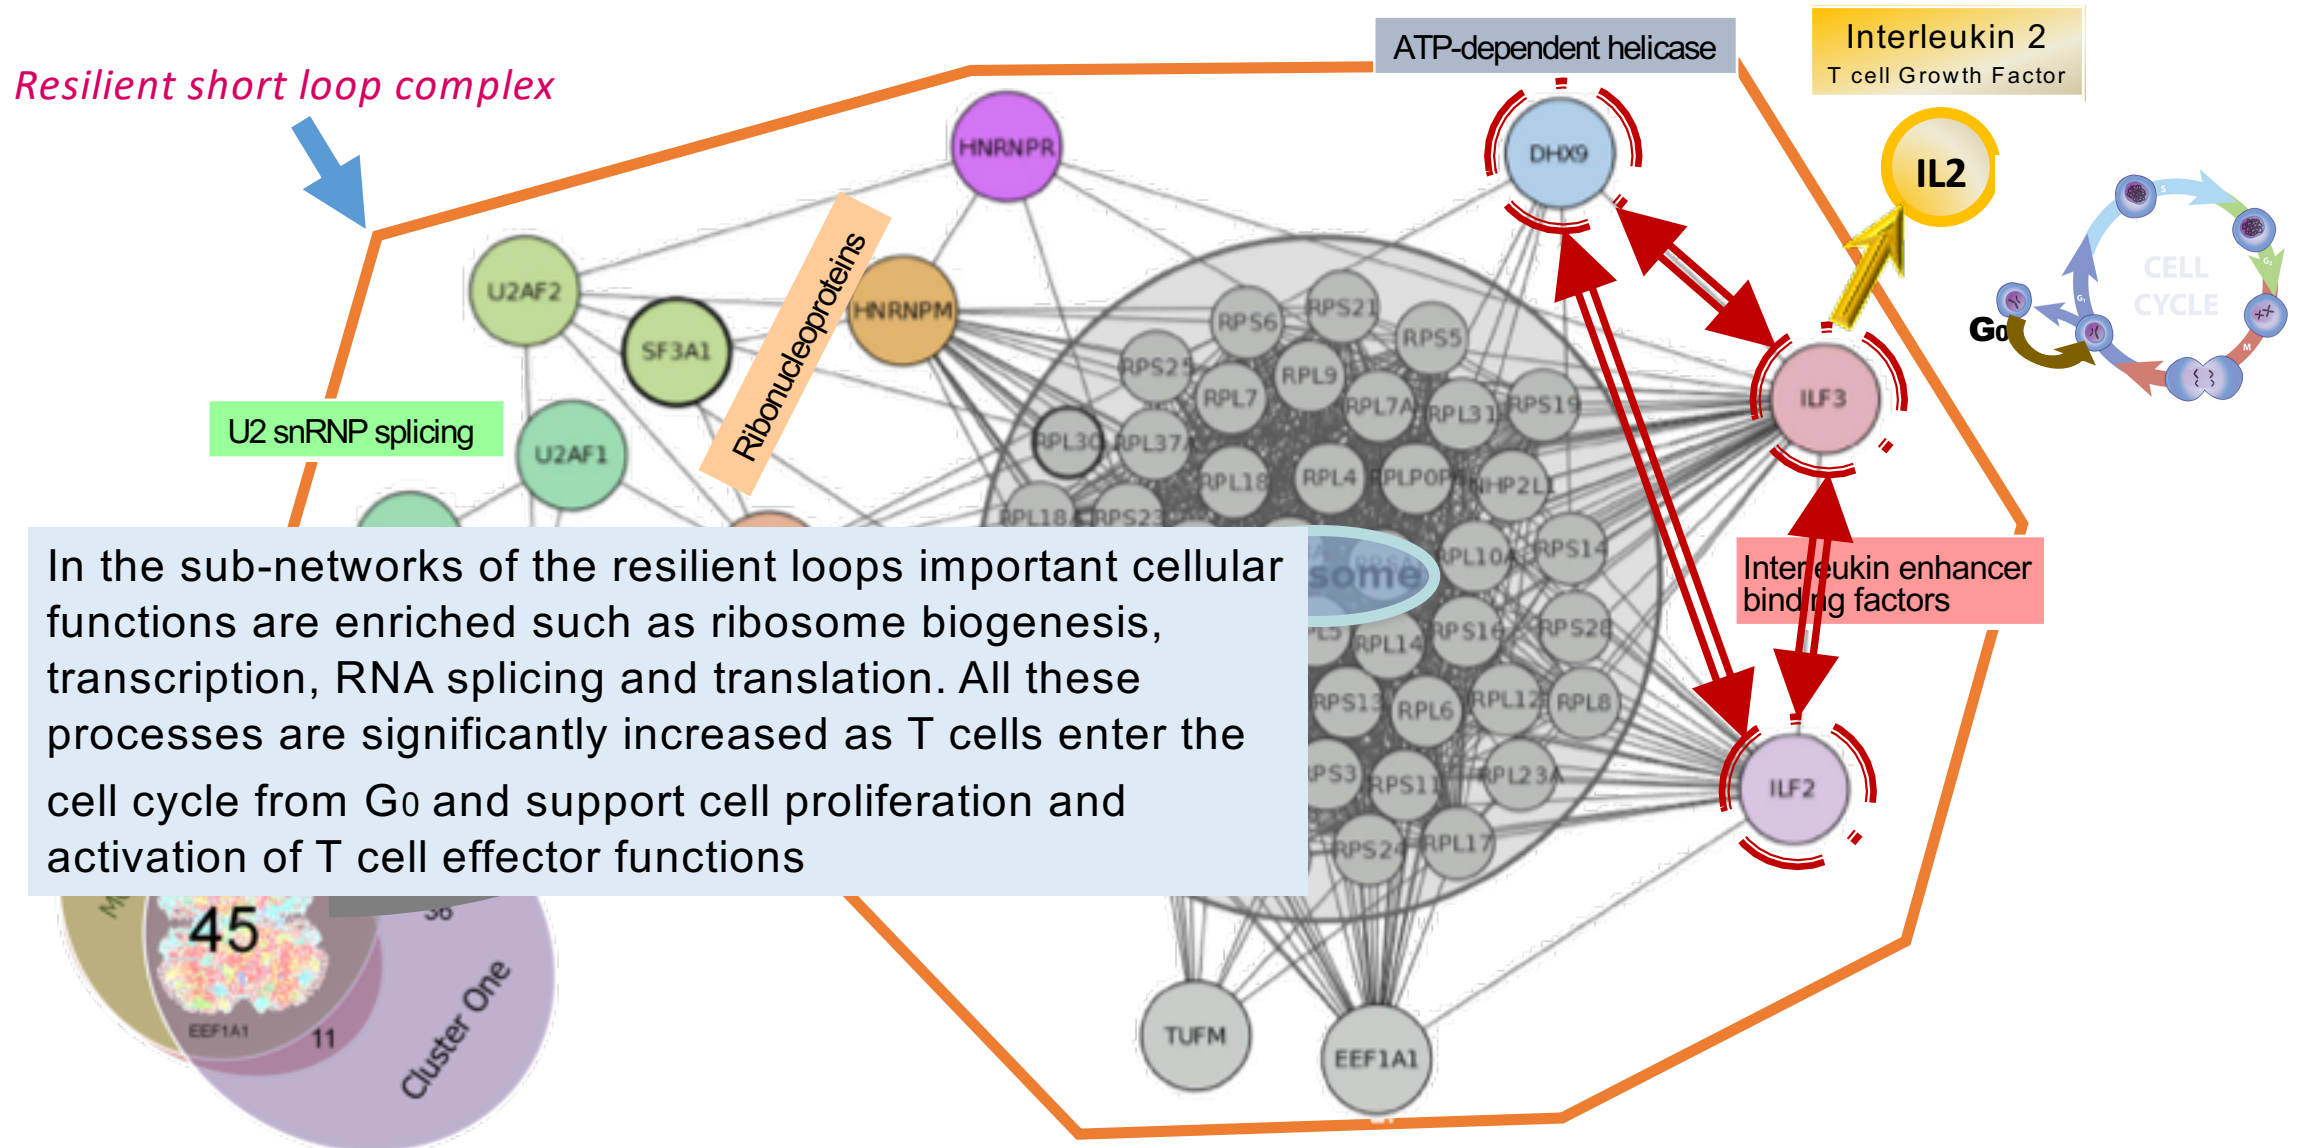 ATP-dependent helicase
Interleukin 2
T cell Growth Factor
Resilient short loop complex
HNRNPR
DHX9
IL2
U2AF2
SF3A1
Ribonucleoproteins
HNRNPM
CELL
CYCLE
S
G₂
G₁
M
G0
RPS6
RPS21
RPS5
RPS25
RPL9
RPL7
RPL7A
RPL31
RPS19
ILF3
U2 snRNP splicing
U2AF1
RPL30
RPL37A
RPL18
RPL4
RPLP0P6
NHP2L1
RPL18A
RPS23
RPL10A
RPS14
some
Interleukin enhancer
binding factors
In the sub-networks of the resilient loops important cellular
functions are enriched such as ribosome biogenesis,
transcription, RNA splicing and translation. All these
processes are significantly increased as T cells enter the
cell cycle from G0 and support cell proliferation and
activation of T cell effector functions
RPL14
RPS16
RPS28
RPS13
RPL6
RPL12
RPL8
RPS3
RPS11
RPL23A
ILF2
RPS24
RPL17
45
EEF1A1
11
Cluster One
TUFM
EEF1A1